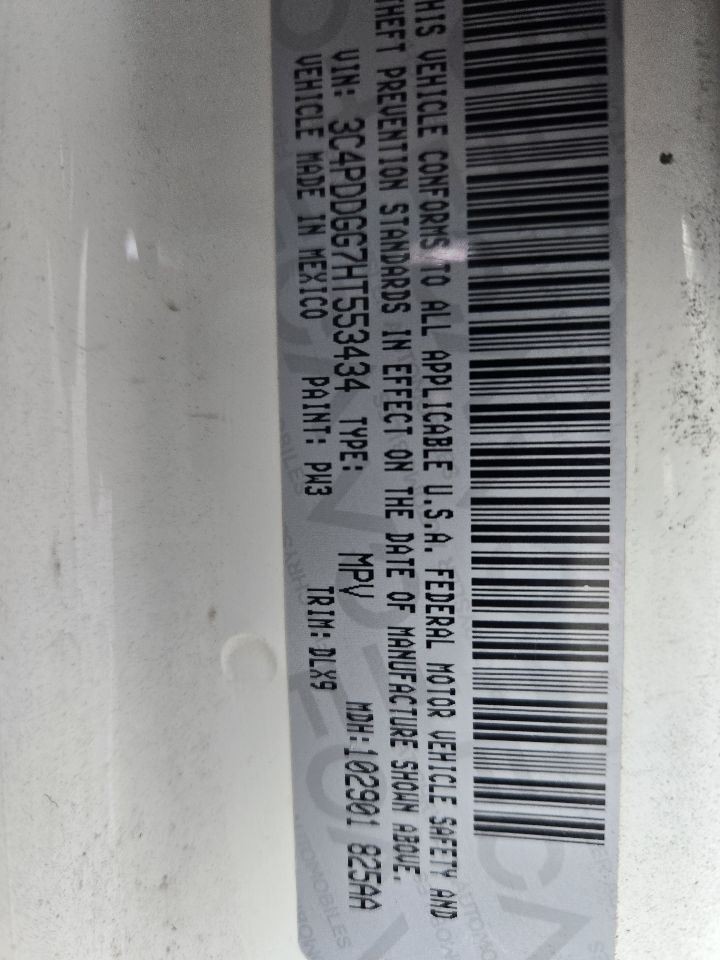 HIS VEHICLE CONFORMS TO ALL APPLICABLE U.S.A. FEDERAL MOTOR VEHICLE SAFETY AND
THEFT PREVENTION STANDARDS IN EFFECT ON THE DATE OF MANUFACTURE SHOWN ABOVE.
VIN: 3C4PDDGG7HT553434 TYPE: MPV MDH:102901 825AA
VEHICLE MADE IN MEXICO PAINT: PW3 TRIM: DLX9